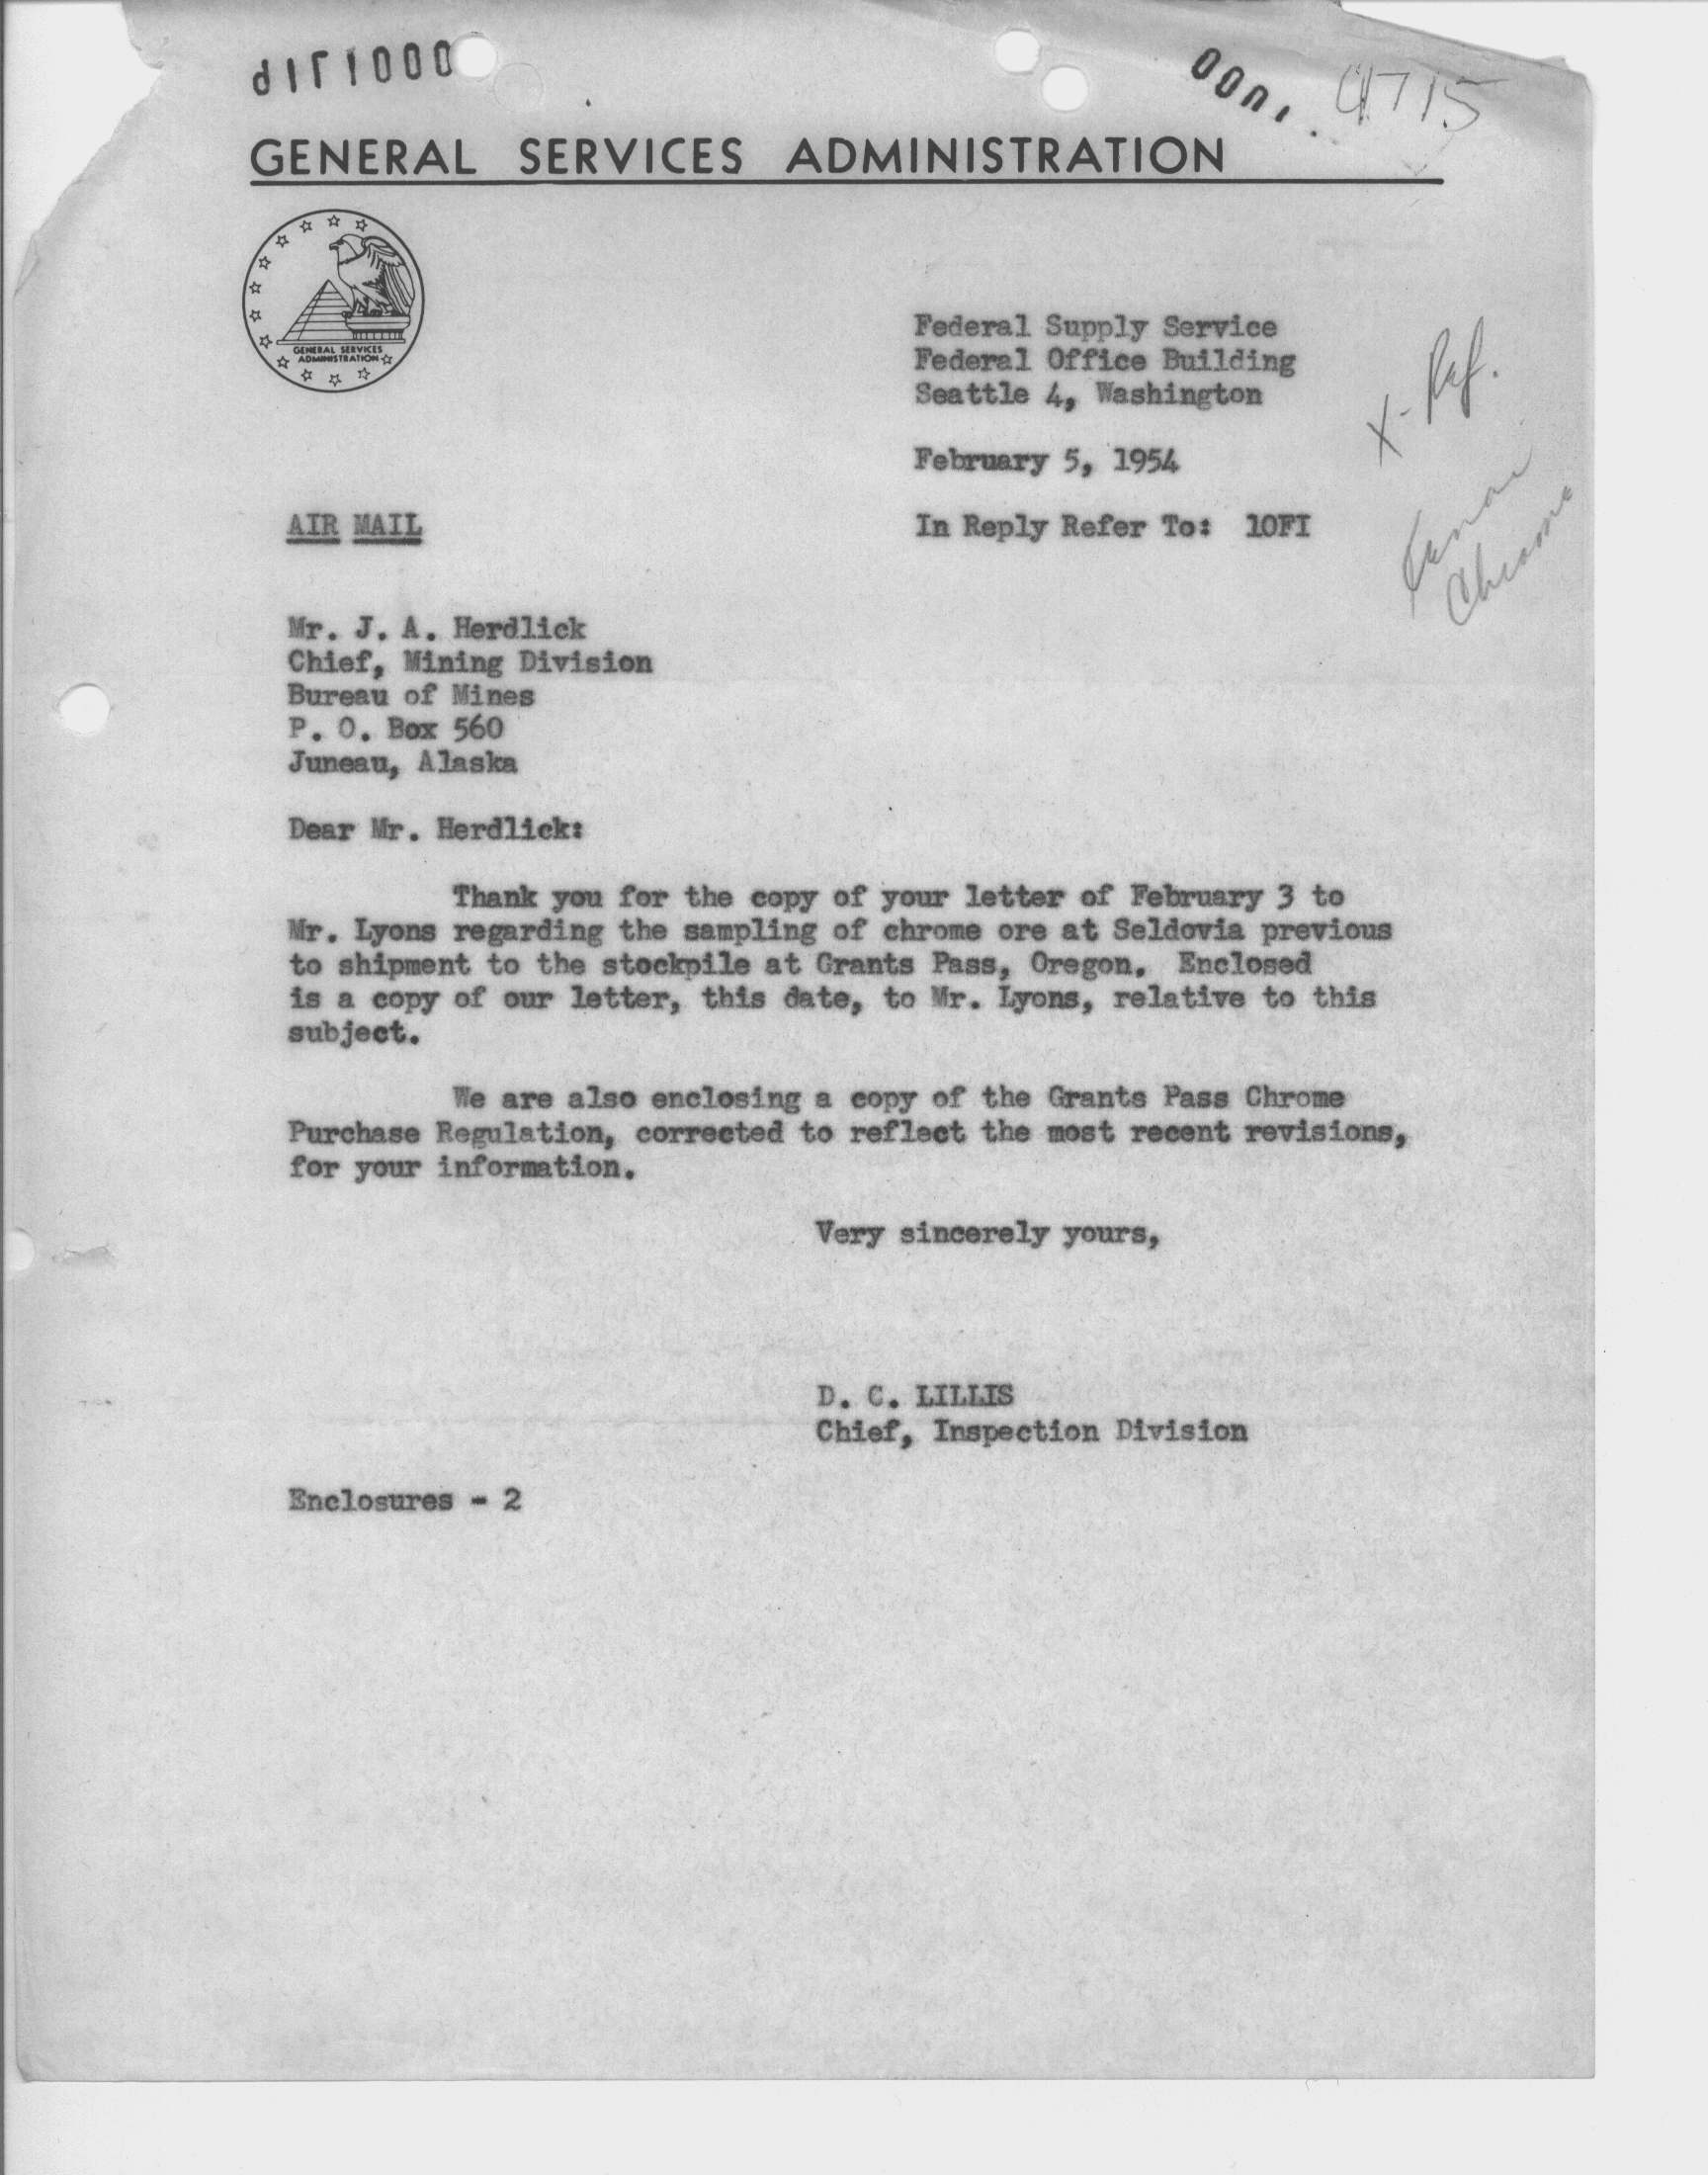 4715
GENERAL SERVICES ADMINISTRATION
GENERAL SERVICES
ADMINISTRATION
Federal Supply Service
Federal Office Building
Seattle 4, Washington
X-Ref.
February 5, 1954
AIR MAIL
In Reply Refer To: 10FI
Chrome
Mr. J. A. Herdlick
Chief, Mining Division
Bureau of Mines
P. O. Box 560
Juneau, Alaska
Dear Mr. Herdlick:
Thank you for the copy of your letter of February 3 to
Mr. Lyons regarding the sampling of chrome ore at Seldovia previous
to shipment to the stockpile at Grants Pass, Oregon. Enclosed
is a copy of our letter, this date, to Mr. Lyons, relative to this
subject.
We are also enclosing a copy of the Grants Pass Chrome
Purchase Regulation, corrected to reflect the most recent revisions,
for your information.
Very sincerely yours,
D. C. LILLIS
Chief, Inspection Division
Enclosures - 2